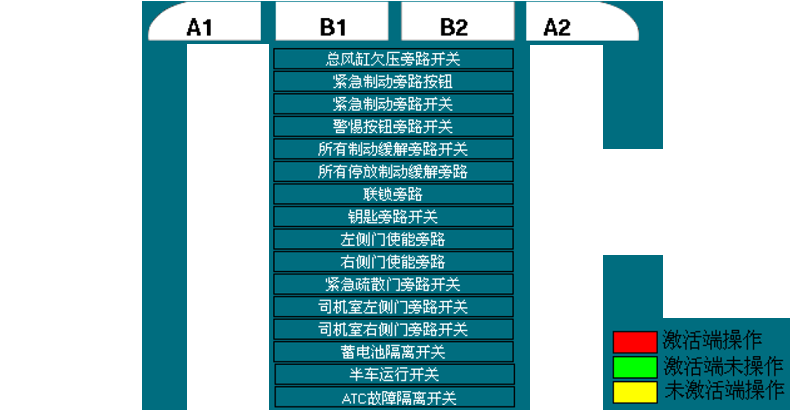 A1 B1 B2 A2
总风缸欠压旁路开关
紧急制动旁路按钮
紧急制动旁路开关
警惕按钮旁路开关
所有制动缓解旁路开关
所有停放制动缓解旁路
联锁旁路
钥匙旁路开关
左侧门使能旁路
右侧门使能旁路
紧急疏散门旁路开关
司机室左侧门旁路开关
司机室右侧门旁路开关
蓄电池隔离开关
半车运行开关
ATC故障隔离开关
激活端操作
激活端未操作
未激活端操作